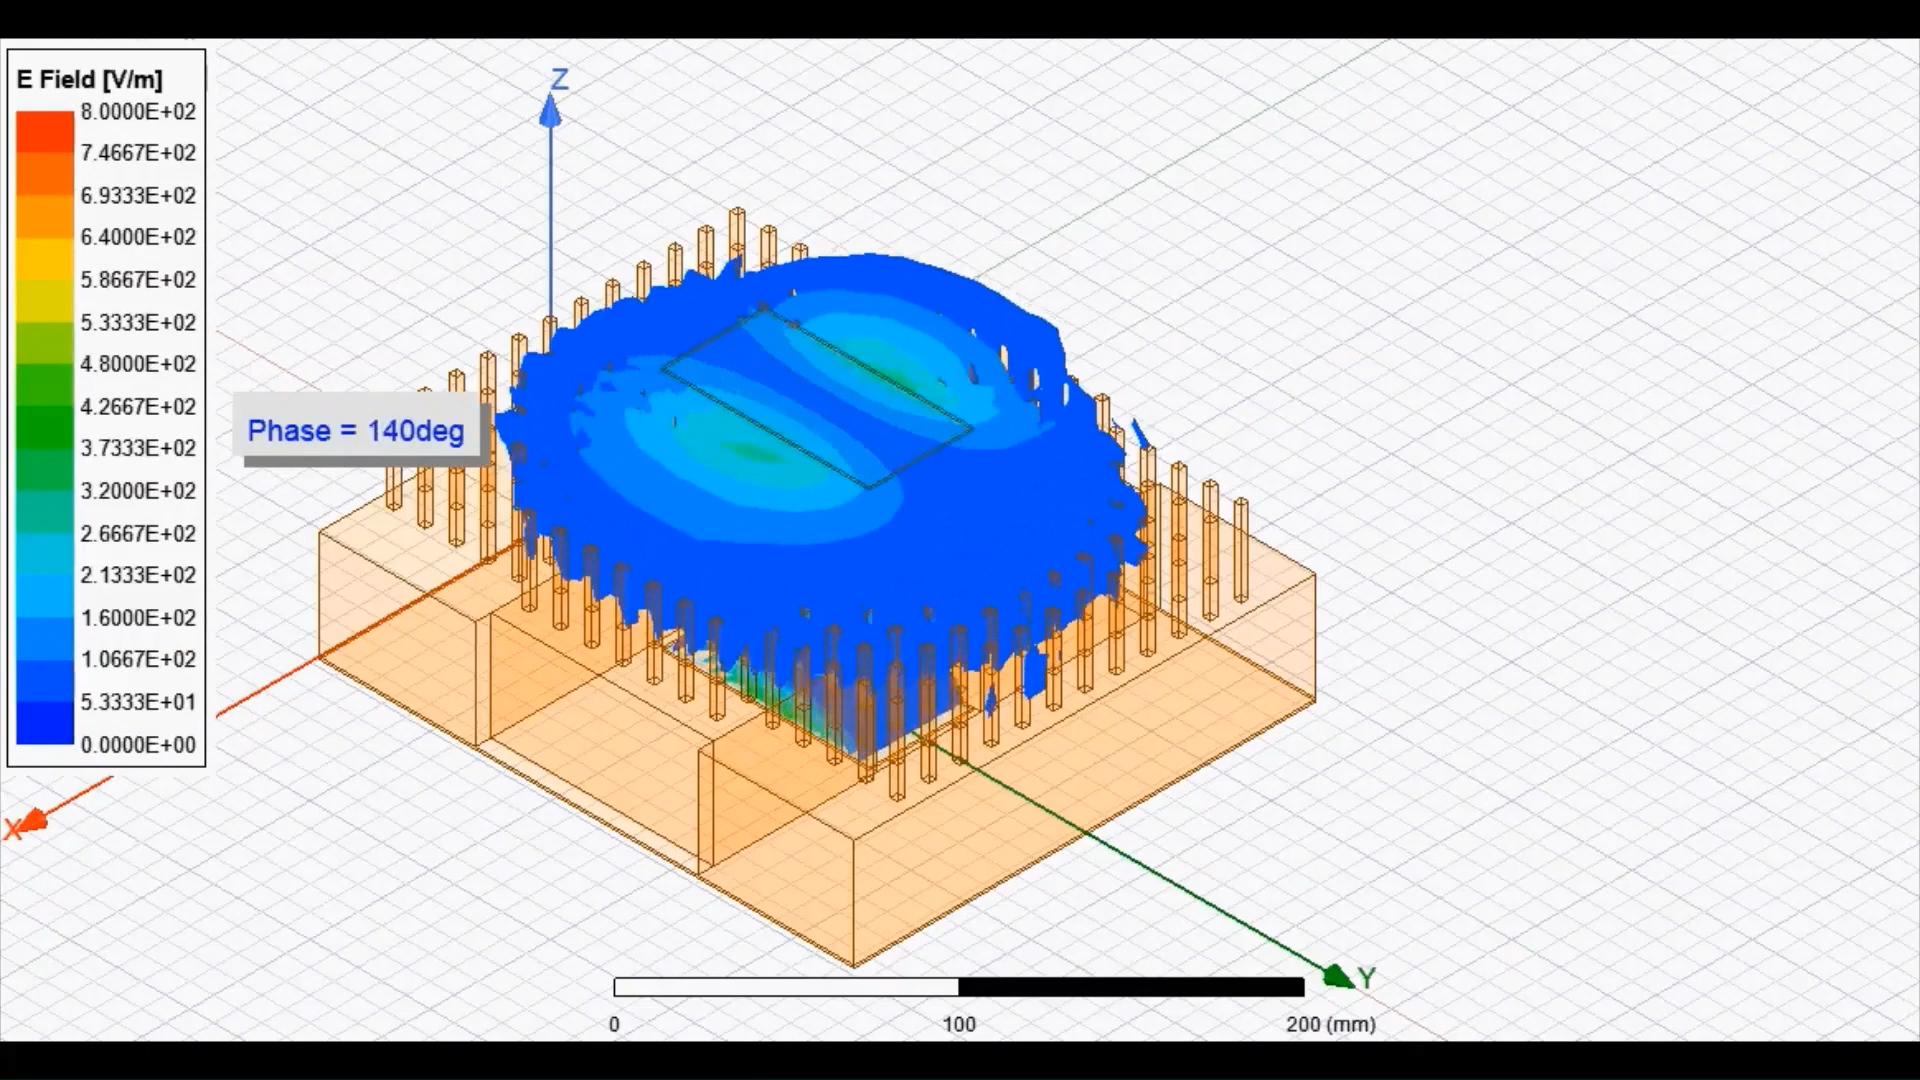 E Field [V/m]
8.0000E+02
7.4667E+02
6.9333E+02
6.4000E+02
5.8667E+02
5.3333E+02
4.8000E+02
4.2667E+02
3.7333E+02
3.2000E+02
2.6667E+02
2.1333E+02
1.6000E+02
1.0667E+02
5.3333E+01
0.0000E+00
Z
Phase = 140deg
X
Y
0 100 200 (mm)